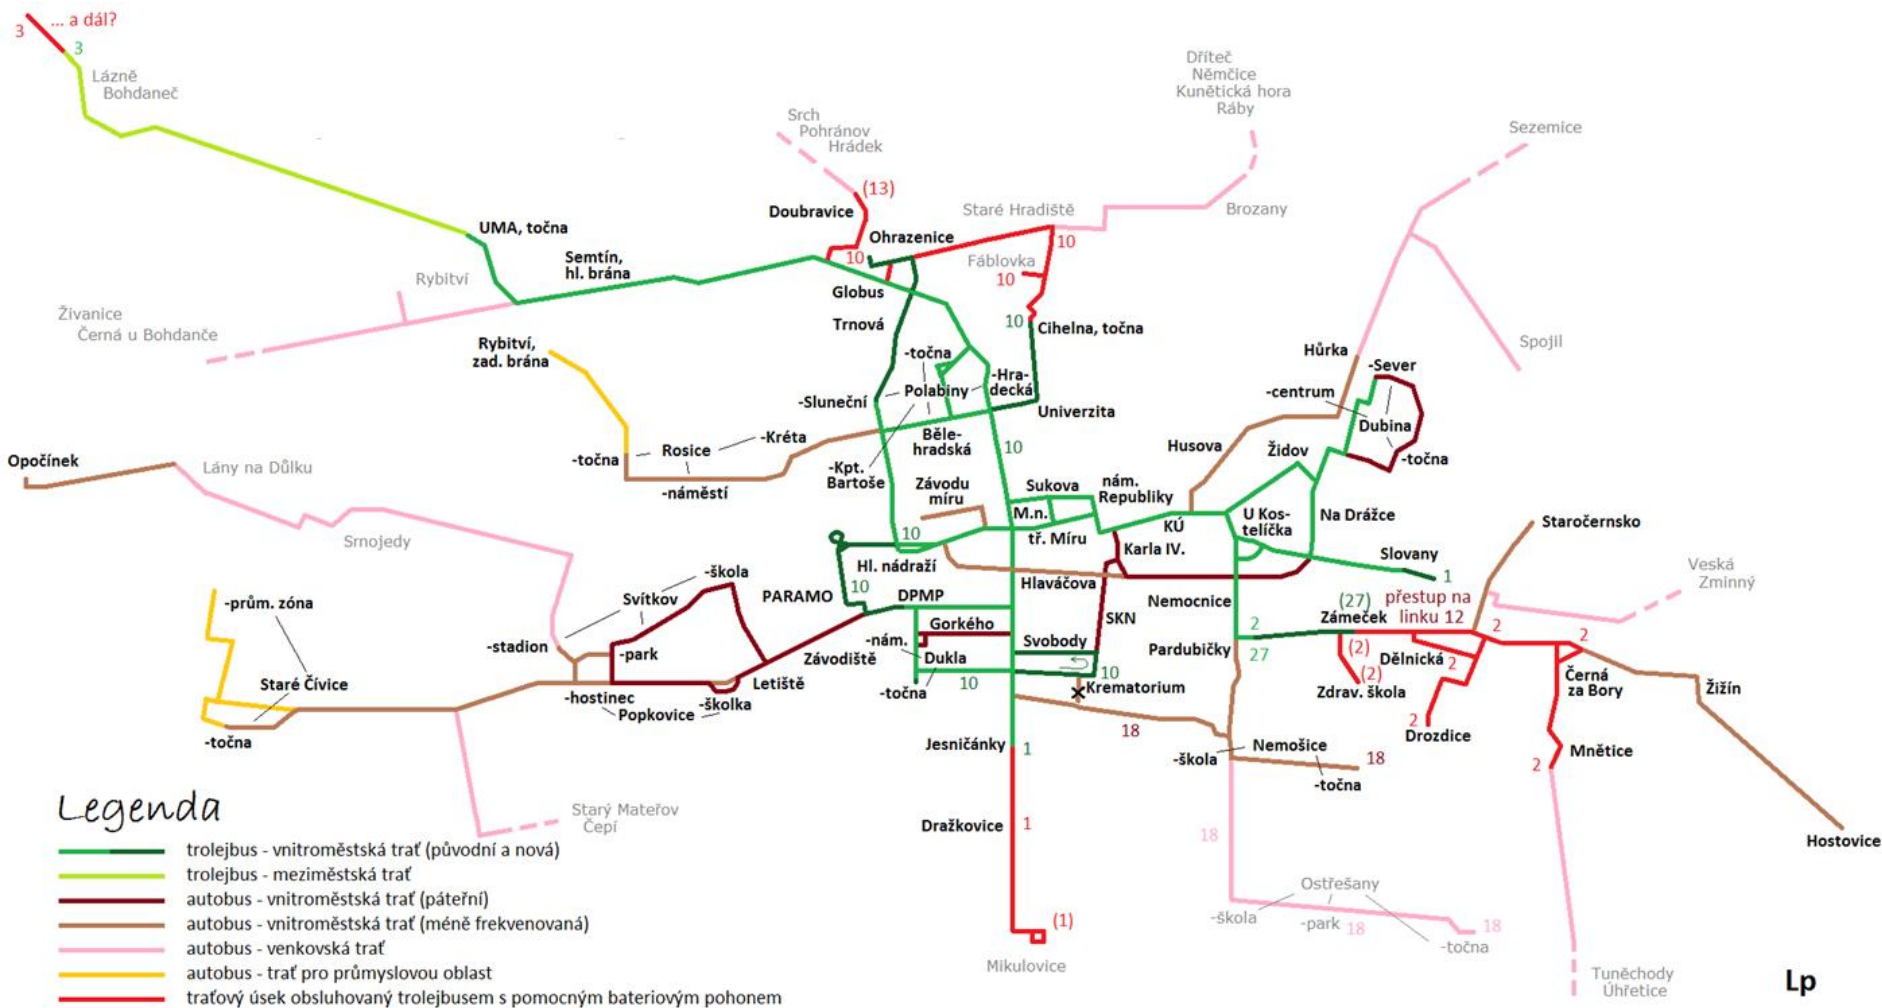 3
... a dál?
3
Lázně
Bohdaneč
Dříteč
Němčice
Kunětická hora
Ráby
Srch
Pohránov
Hrádek
Sezemice
(13)
Doubravice
Staré Hradiště
Brozany
UMA, točna
Ohrazenice
10
10
Semtín,
hl. brána
Fáblovka
10
Rybitví
Globus
Živanice
Černá u Bohdanče
Trnová
10
Cihelna, točna
Rybitví,
zad. brána
-točna
Hůrka
Spojil
-Sever
-Hra-
decká
Polabiny
-centrum
-Sluneční
Univerzita
Dubina
Běle-
hradská
-Kréta
Rosice
10
Husova
Židov
-točna
Opočínek
Lány na Důlku
-točna
-Kpt.
Bartoše
Závodu
míru
Sukova
nám.
Republiky
-náměstí
M.n.
U Kos-
telíčka
Na Drážce
Staročernsko
KÚ
10
tř. Míru
Karla IV.
Srnojedy
Slovany
Hl. nádraží
Veská
Zminný
-škola
10
Hlaváčova
1
Svítkov
PARAMO
DPMP
Nemocnice
(27)
přestup na
linku 12
-prům. zóna
Gorkého
SKN
2
Zámeček
2
2
-stadion
-nám.
Svobody
Pardubičky
27
(2)
Dělnická
2
-park
Závodiště
Dukla
10
(2)
Černá
za Bory
Staré Čívice
Letiště
-točna
10
Krematorium
Zdrav. škola
Žižín
-hostinec
-školka
Popkovice
2
Drozdice
-točna
18
Jesničánky
1
Nemošice
18
Mnětice
-škola
2
-točna
Legenda
Starý Mateřov
Čepí
Dražkovice
1
18
Hostovice
trolejbus - vnitroměstská trať (původní a nová)
trolejbus - meziměstská trať
autobus - vnitroměstská trať (páteřní)
Ostřešany
autobus - vnitroměstská trať (méně frekvenovaná)
(1)
-škola
-park
18
18
autobus - venkovská trať
-točna
Mikulovice
autobus - trať pro průmyslovou oblast
Tuněchody
Úhřetice
Lp
traťový úsek obsluhovaný trolejbusem s pomocným bateriovým pohonem